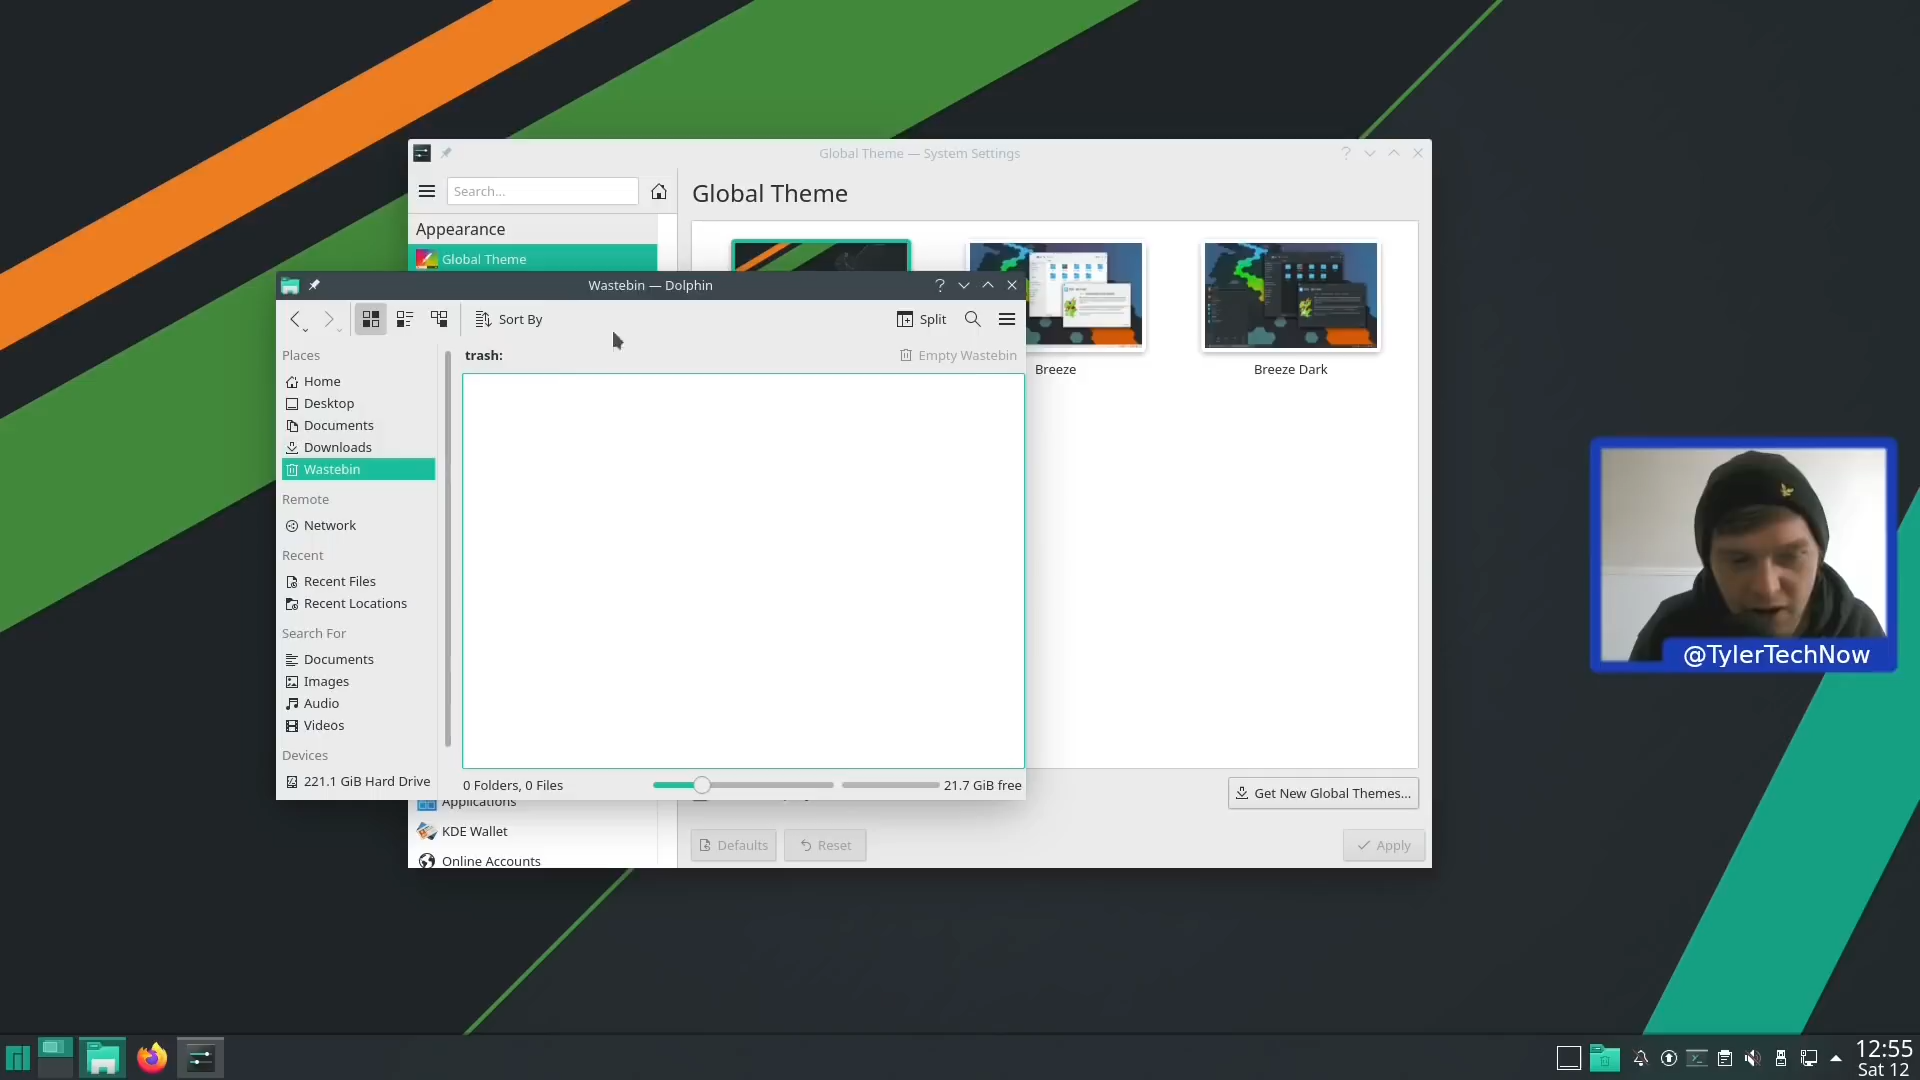 Global Theme — System Settings
Search...
Global Theme
Appearance
Global Theme
Wastebin — Dolphin
Sort By
Split
Places
trash:
Empty Wastebin
Breeze
Breeze Dark
Home
Desktop
Documents
Downloads
Wastebin
Remote
Network
Recent
Recent Files
Recent Locations
Search For
Documents
Images
Audio
Videos
Devices
221.1 GiB Hard Drive
0 Folders, 0 Files
21.7 GiB free
Get New Global Themes...
Applications
KDE Wallet
Online Accounts
Defaults
Reset
Apply
@TylerTechNow
12:55
Sat 12